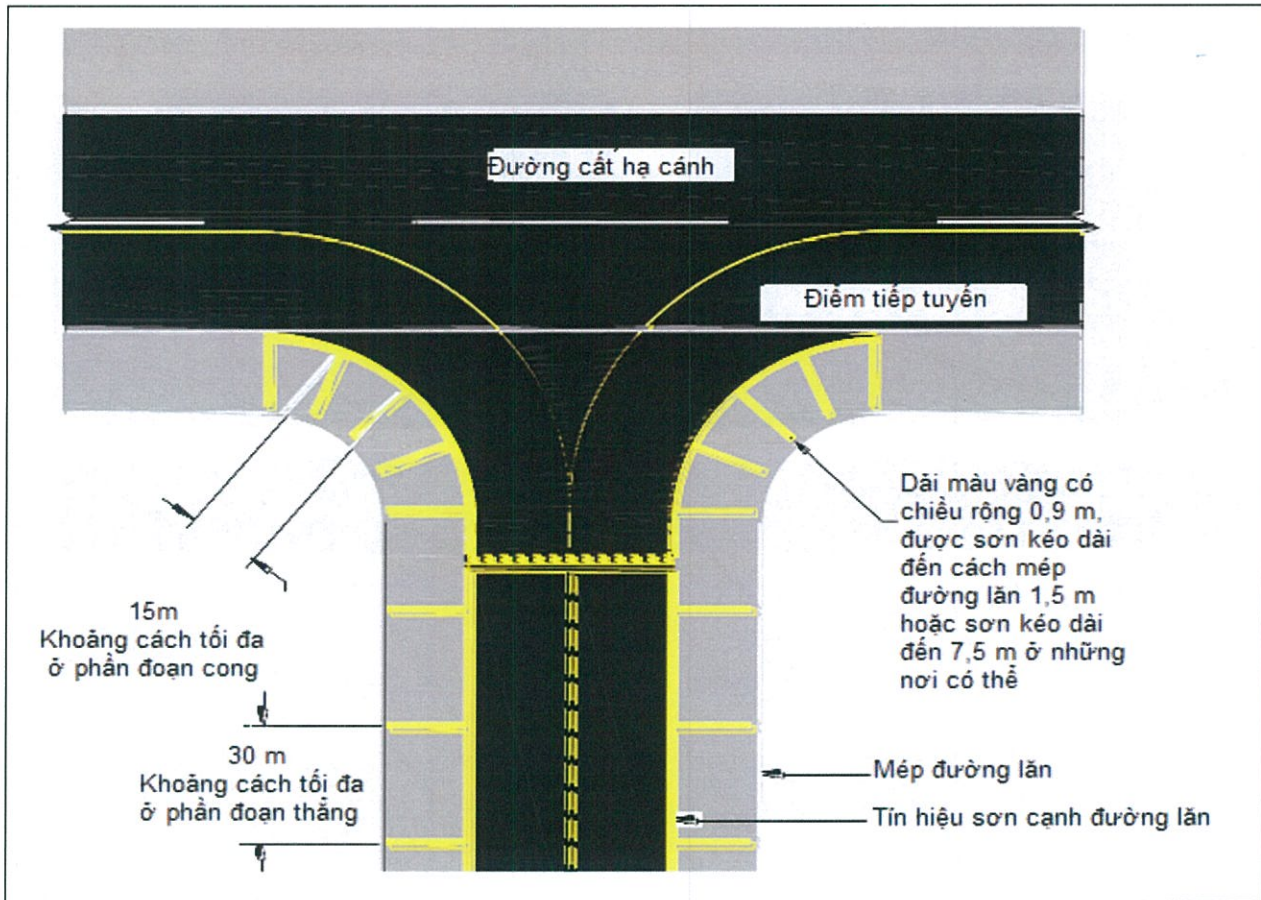 Đường cất hạ cánh
Điểm tiếp tuyến
Dải màu vàng có
chiều rộng 0,9 m,
được sơn kéo dài
đến cách mép
đường lăn 1,5 m
hoặc sơn kéo dài
đến 7,5 m ở những
nơi có thể
15m
Khoảng cách tối đa
ở phần đoạn cong
30 m
Khoảng cách tối đa
ở phần đoạn thẳng
Mép đường lăn
Tín hiệu sơn cạnh đường lăn